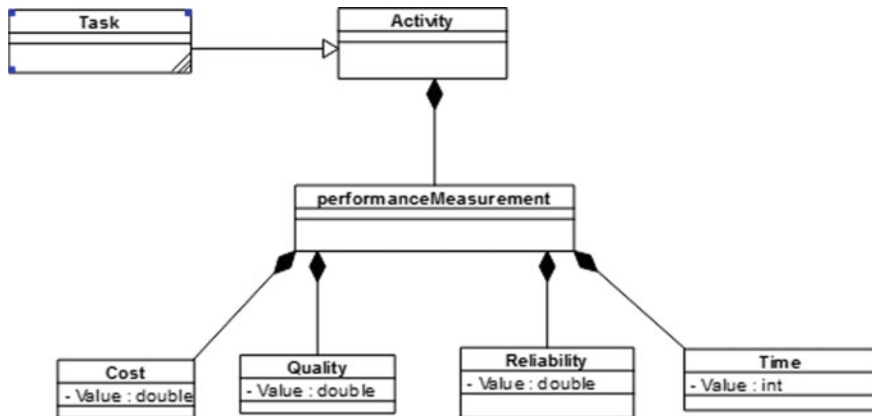 Task
Activity
performanceMeasurement
Cost
- Value : double
Quality
- Value : double
Reliability
- Value : double
Time
- Value : int